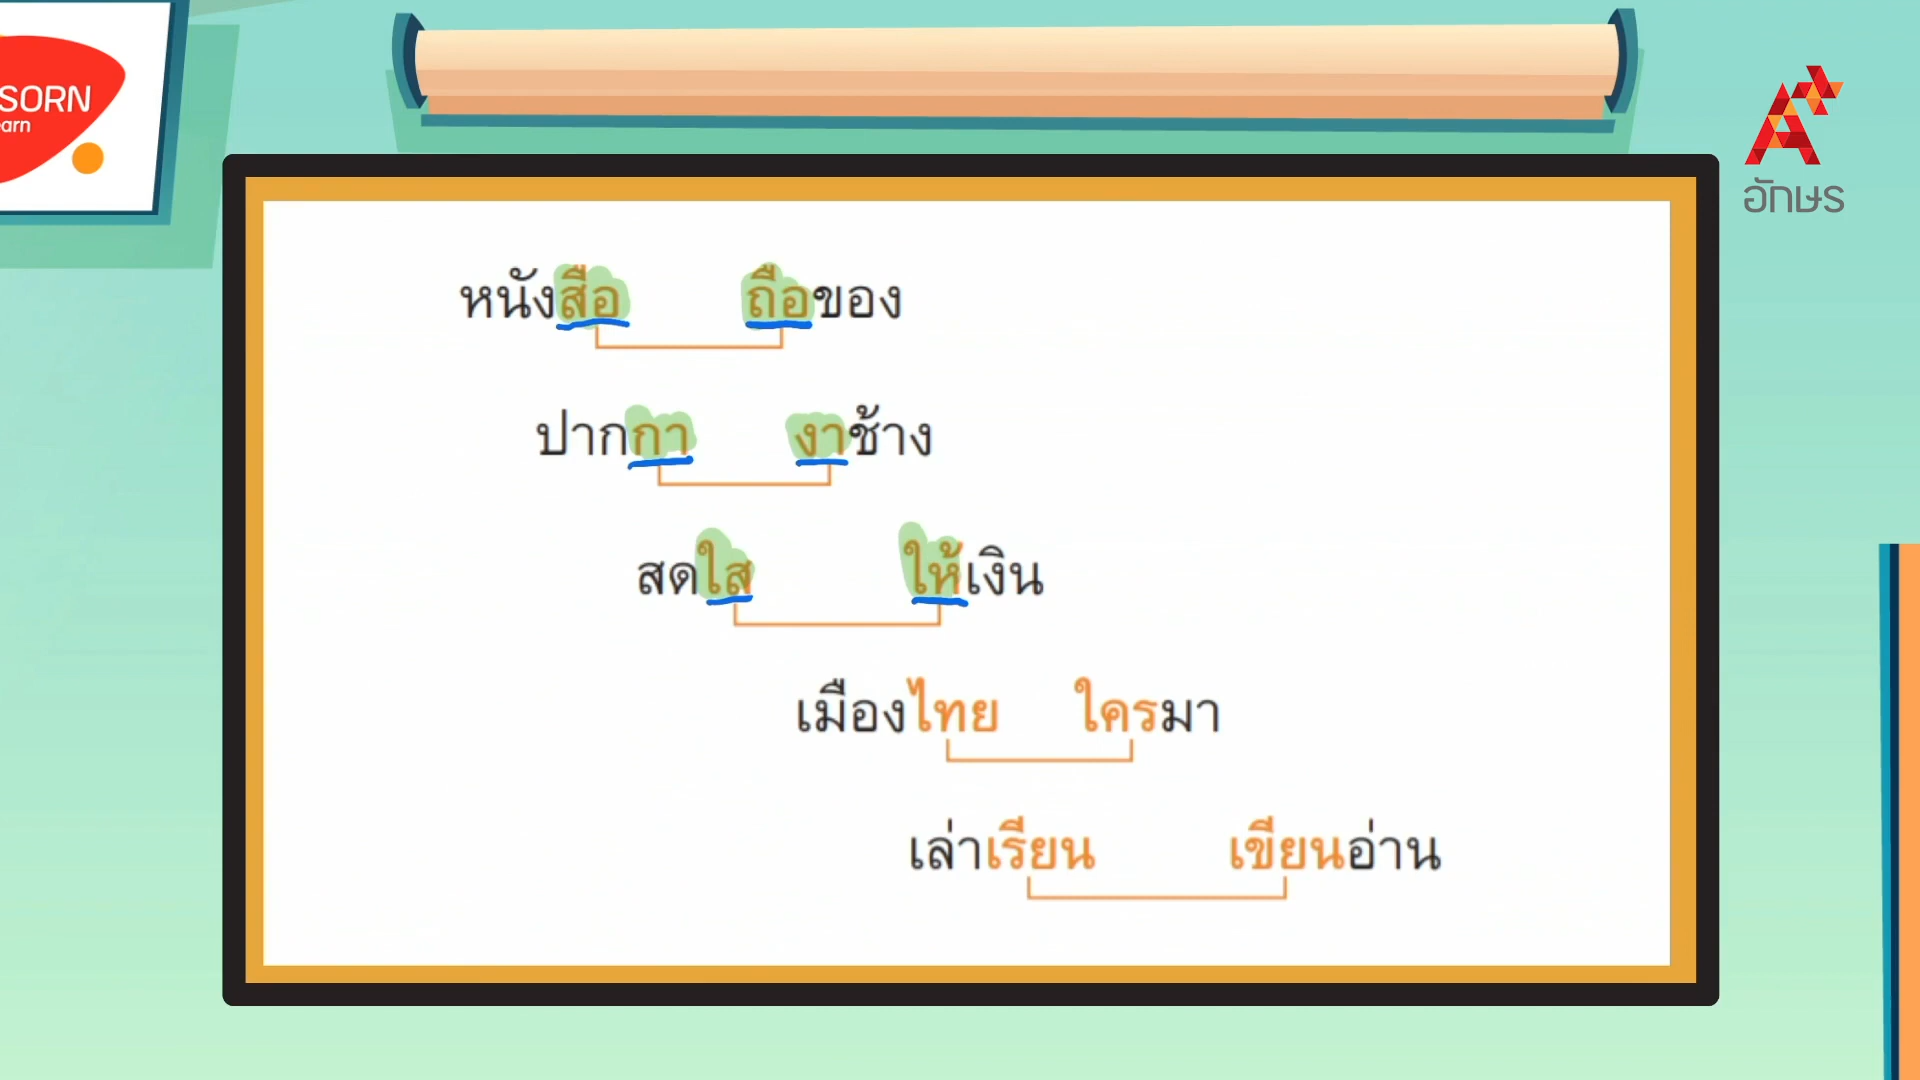 SORN
earn
อักษร
หนังสือ ถือของ
ปากกา งาช้าง
สดใส ให้เงิน
เมืองไทย ใครมา
เล่าเรียน เขียนอ่าน